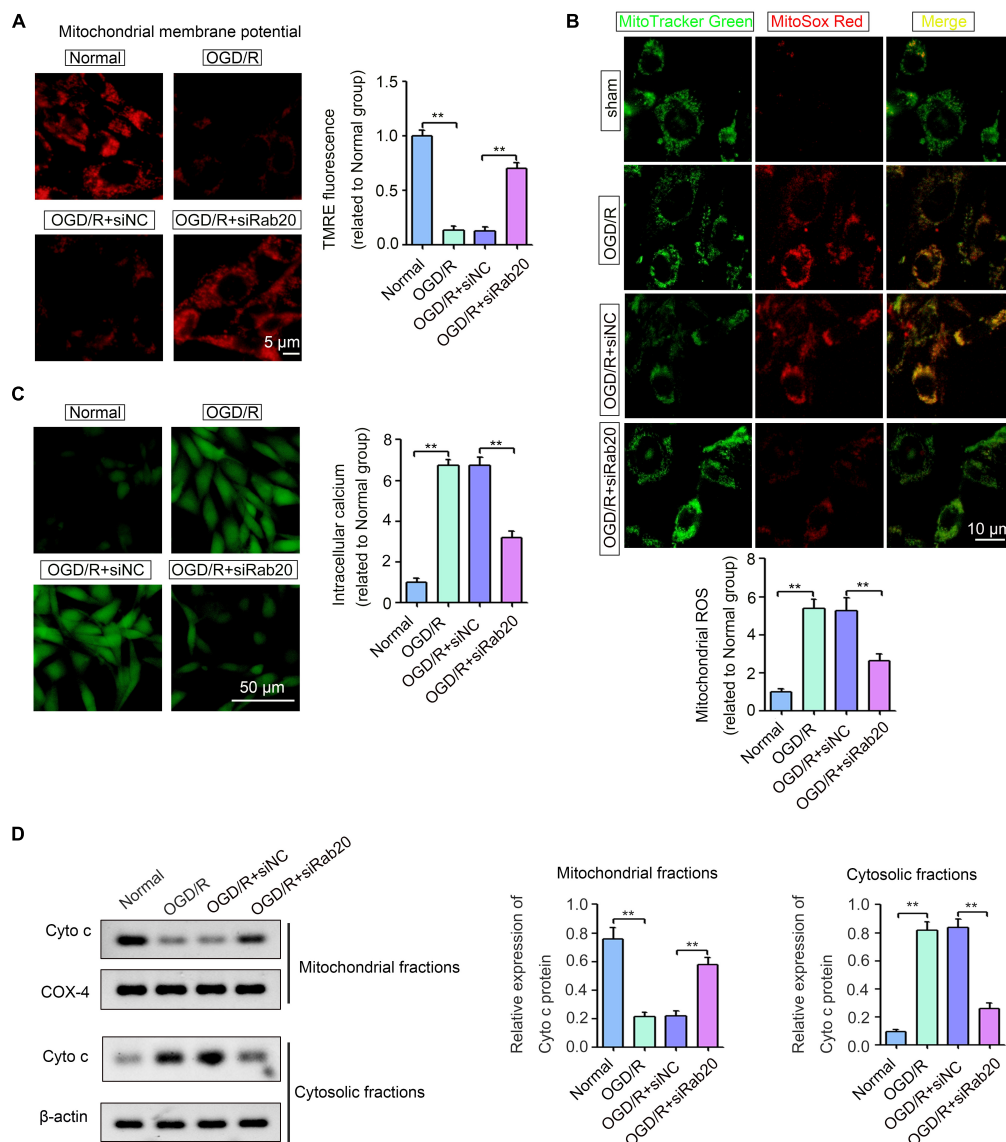 A
Mitochondrial membrane potential
Normal
OGD/R
OGD/R+siNC
OGD/R+siRab20
5 μm
TMRE fluorescence
(related to Normal group)
1.5
1.0
0.5
0.0
**
**
Normal
OGD/R
OGD/R+siNC
OGD/R+siRab20
B
MitoTracker Green
MitoSox Red
Merge
sham
OGD/R
OGD/R+siNC
OGD/R+siRab20
10 μm
Mitochondrial ROS
(related to Normal group)
8
6
4
2
0
**
**
Normal
OGD/R
OGD/R+siNC
OGD/R+siRab20
C
Normal
OGD/R
OGD/R+siNC
OGD/R+siRab20
50 μm
Intracellular calcium
(related to Normal group)
8
6
4
2
0
**
**
Normal
OGD/R
OGD/R+siNC
OGD/R+siRab20
D
Normal
OGD/R
OGD/R+siNC
OGD/R+siRab20
Cyto c
COX-4
Mitochondrial fractions
Cyto c
β-actin
Cytosolic fractions
Mitochondrial fractions
Relative expression of
Cyto c protein
1.0
0.8
0.6
0.4
0.2
0.0
**
**
Normal
OGD/R
OGD/R+siNC
OGD/R+siRab20
Cytosolic fractions
Relative expression of
Cyto c protein
1.0
0.8
0.6
0.4
0.2
0.0
**
**
Normal
OGD/R
OGD/R+siNC
OGD/R+siRab20